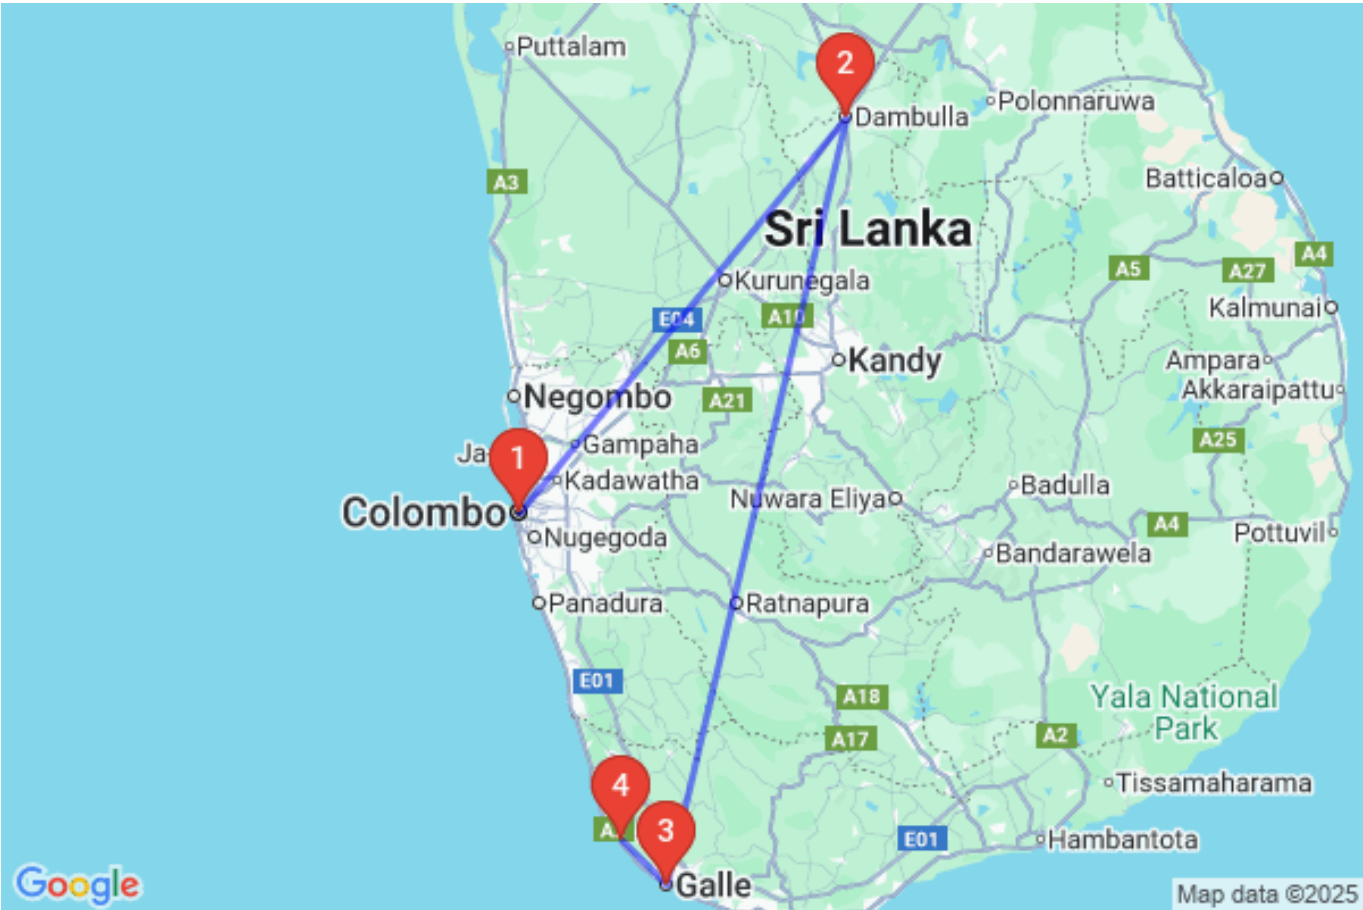 Puttalam
2
Dambulla
Polonnaruwa
A3
Batticaloa
Sri Lanka
A4
A5
A27
Kurunegala
Kalmunai
E04
A10
A6
Kandy
Ampara
Akkaraipattu
Negombo
A21
A25
1
Gampaha
Ja-
Kadawatha
Badulla
Nuwara Eliya
Colombo
A4
Pottuvil
Nugegoda
Bandarawela
Panadura
Ratnapura
E01
A18
Yala National
Park
A17
A2
4
Tissamaharama
3
E01
Hambantota
Galle
Google
Map data ©2025